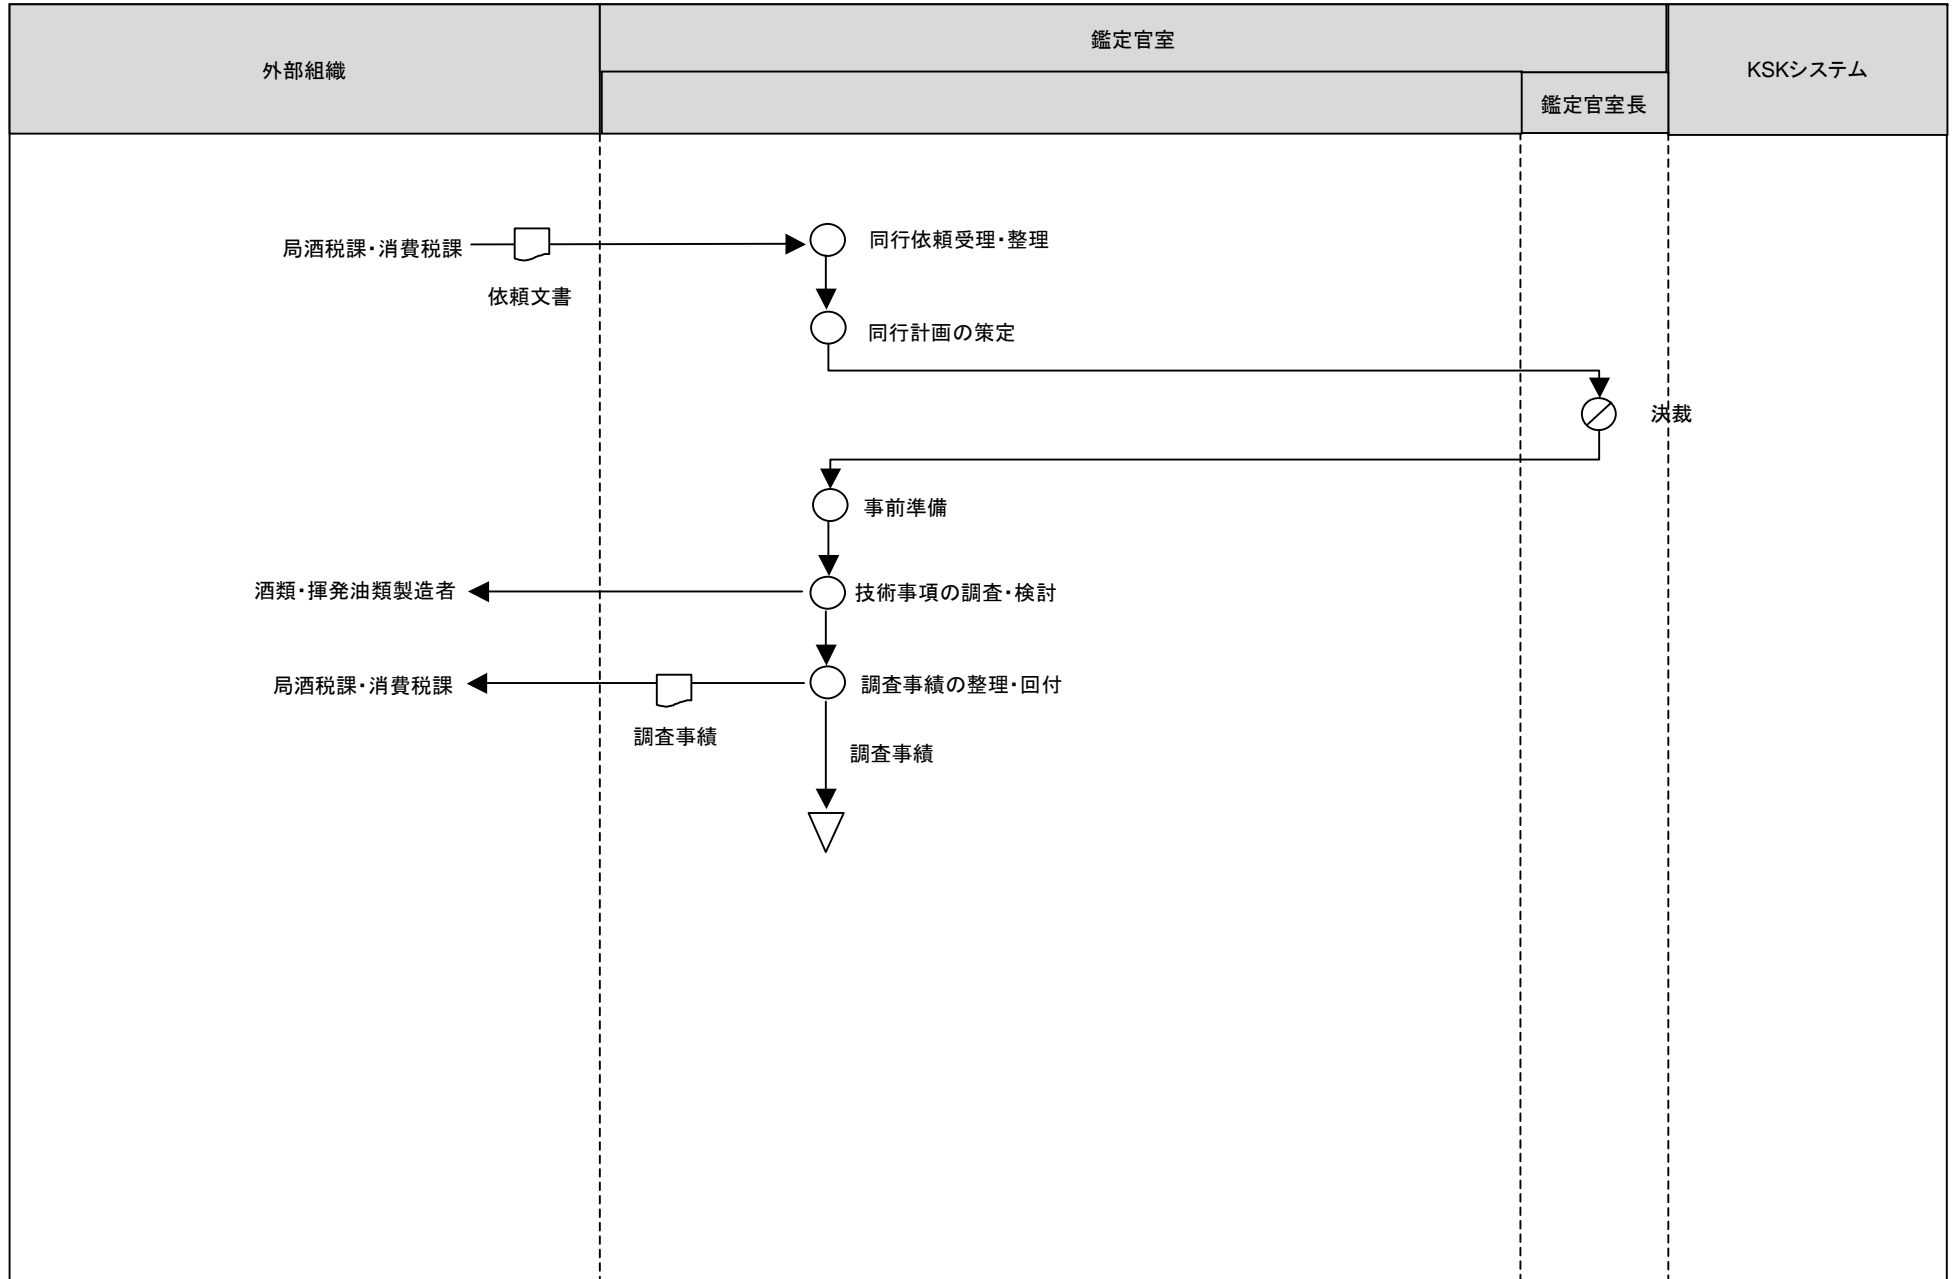 外部組織
鑑定官室
KSKシステム
鑑定官室長
局酒税課・消費税課
依頼文書
同行依頼受理・整理
同行計画の策定
決裁
事前準備
酒類・揮発油類製造者
技術事項の調査・検討
局酒税課・消費税課
調査事績
調査事績の整理・回付
調査事績